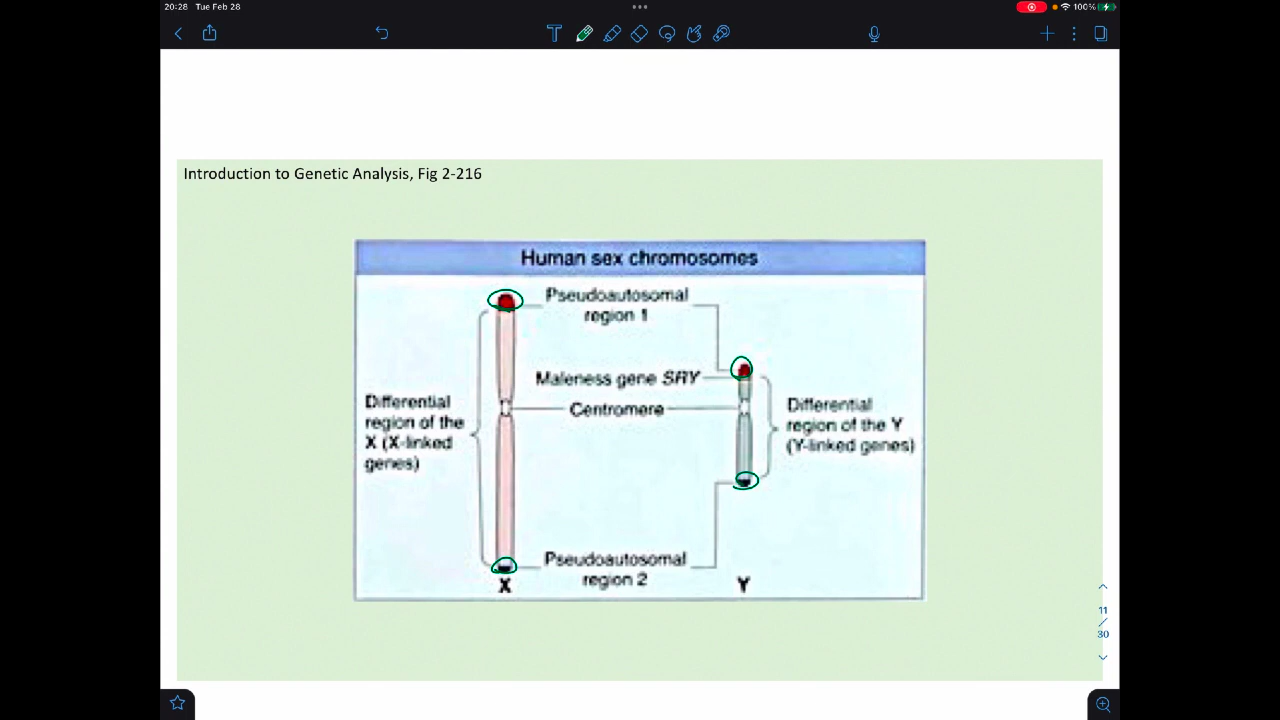 20:28 Tue Feb 28
100%
Introduction to Genetic Analysis, Fig 2-216
Human sex chromosomes
Pseudoautosomal
region 1
Maleness gene SRY
Centromere
Differential
region of the
X (X-linked
genes)
Differential
region of the Y
(Y-linked genes)
Pseudoautosomal
region 2
X
Y
11
30